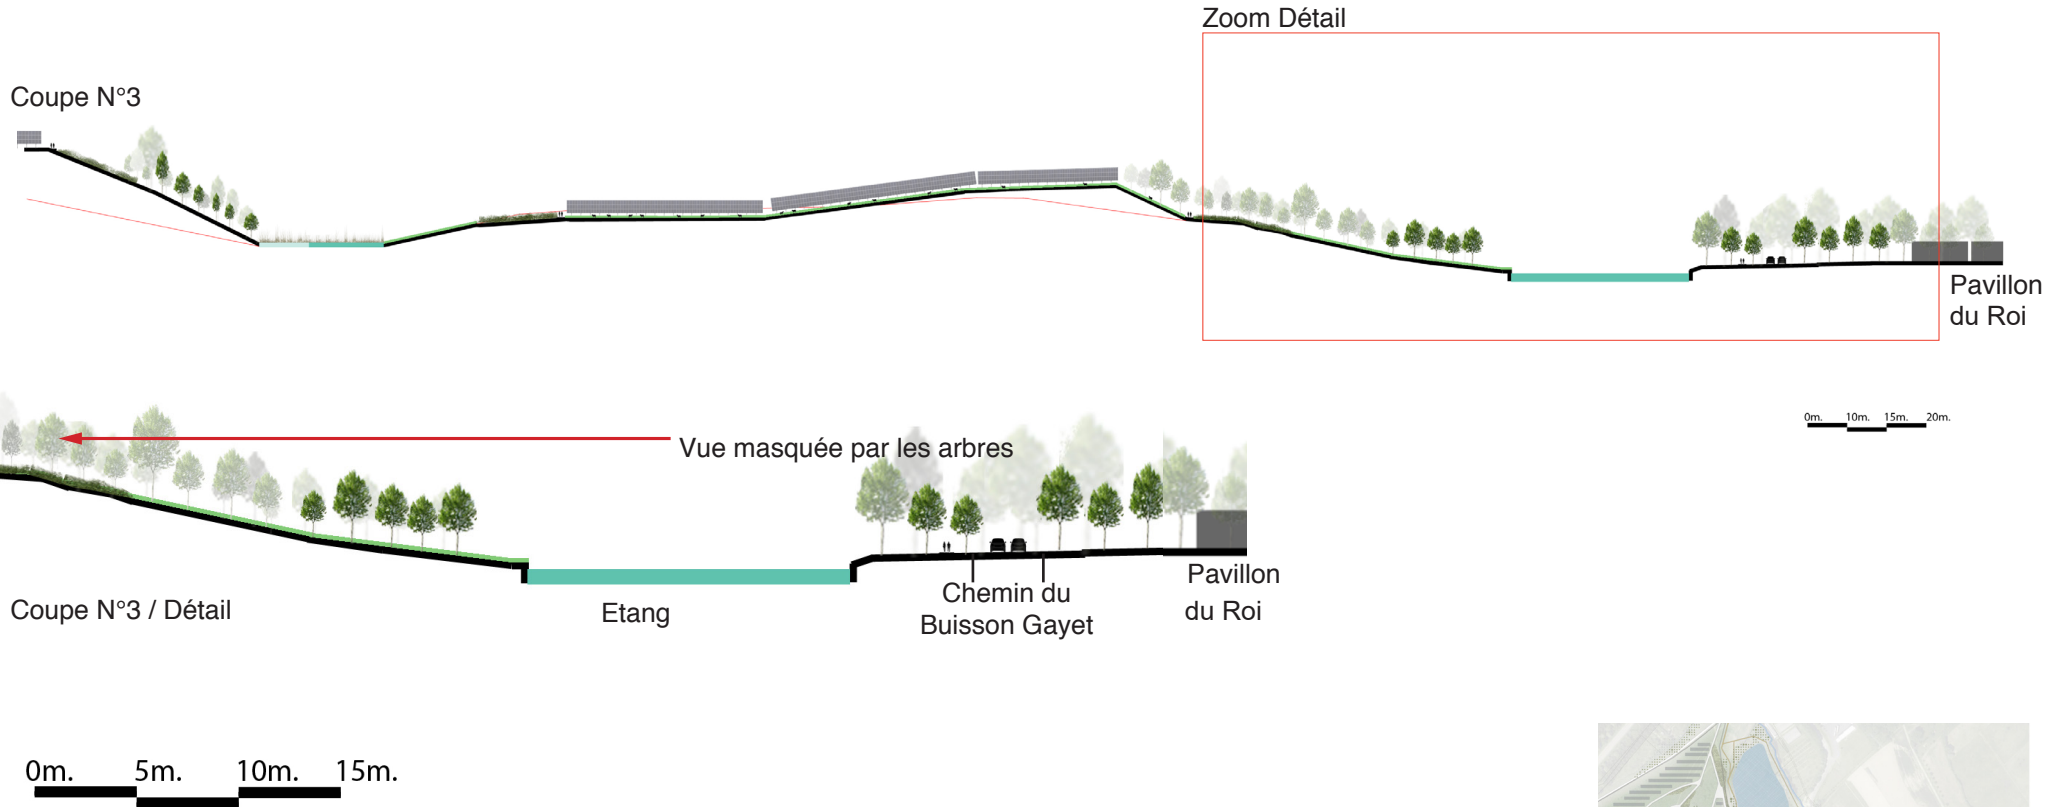 Zoom Détail
Coupe N°3
Pavillon
du Roi
0m. 10m. 15m. 20m.
Vue masquée par les arbres
Coupe N°3 / Détail
Etang
Chemin du
Buisson Gayet
Pavillon
du Roi
0m. 5m. 10m. 15m.